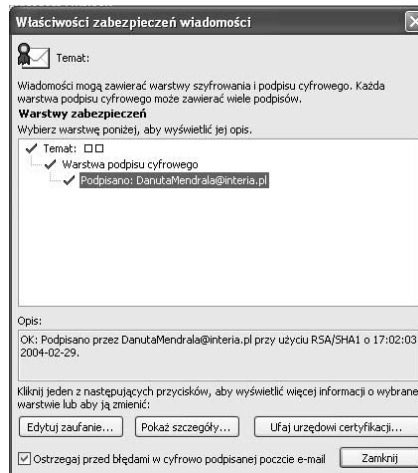 Właściwości zabezpieczeń wiadomości
Temat:
Wiadomości mogą zawierać warstwy szyfrowania i podpisu cyfrowego. Każda
warstwa podpisu cyfrowego może zawierać wiele podpisów.
Warstwy zabezpieczeń
Wybierz warstwę poniżej, aby wyświetlić jej opis.
Temat: □□
Warstwa podpisu cyfrowego
Podpisano: DanutaMendrala@interia.pl
Opis:
OK: Podpisano przez DanutaMendrala@interia.pl przy użyciu RSA/SHA1 o 17:02:03
2004-02-29.
Kliknij jeden z następujących przycisków, aby wyświetlić więcej informacji o wybrane
warstwie lub aby ją zmienić:
Edytuj zaufanie... Pokaż szczegóły... Ufaj urzędowi certyfikacji...
Ostrzegaj przed błędami w cyfrowo podpisanej poczcie e-mail Zamknij